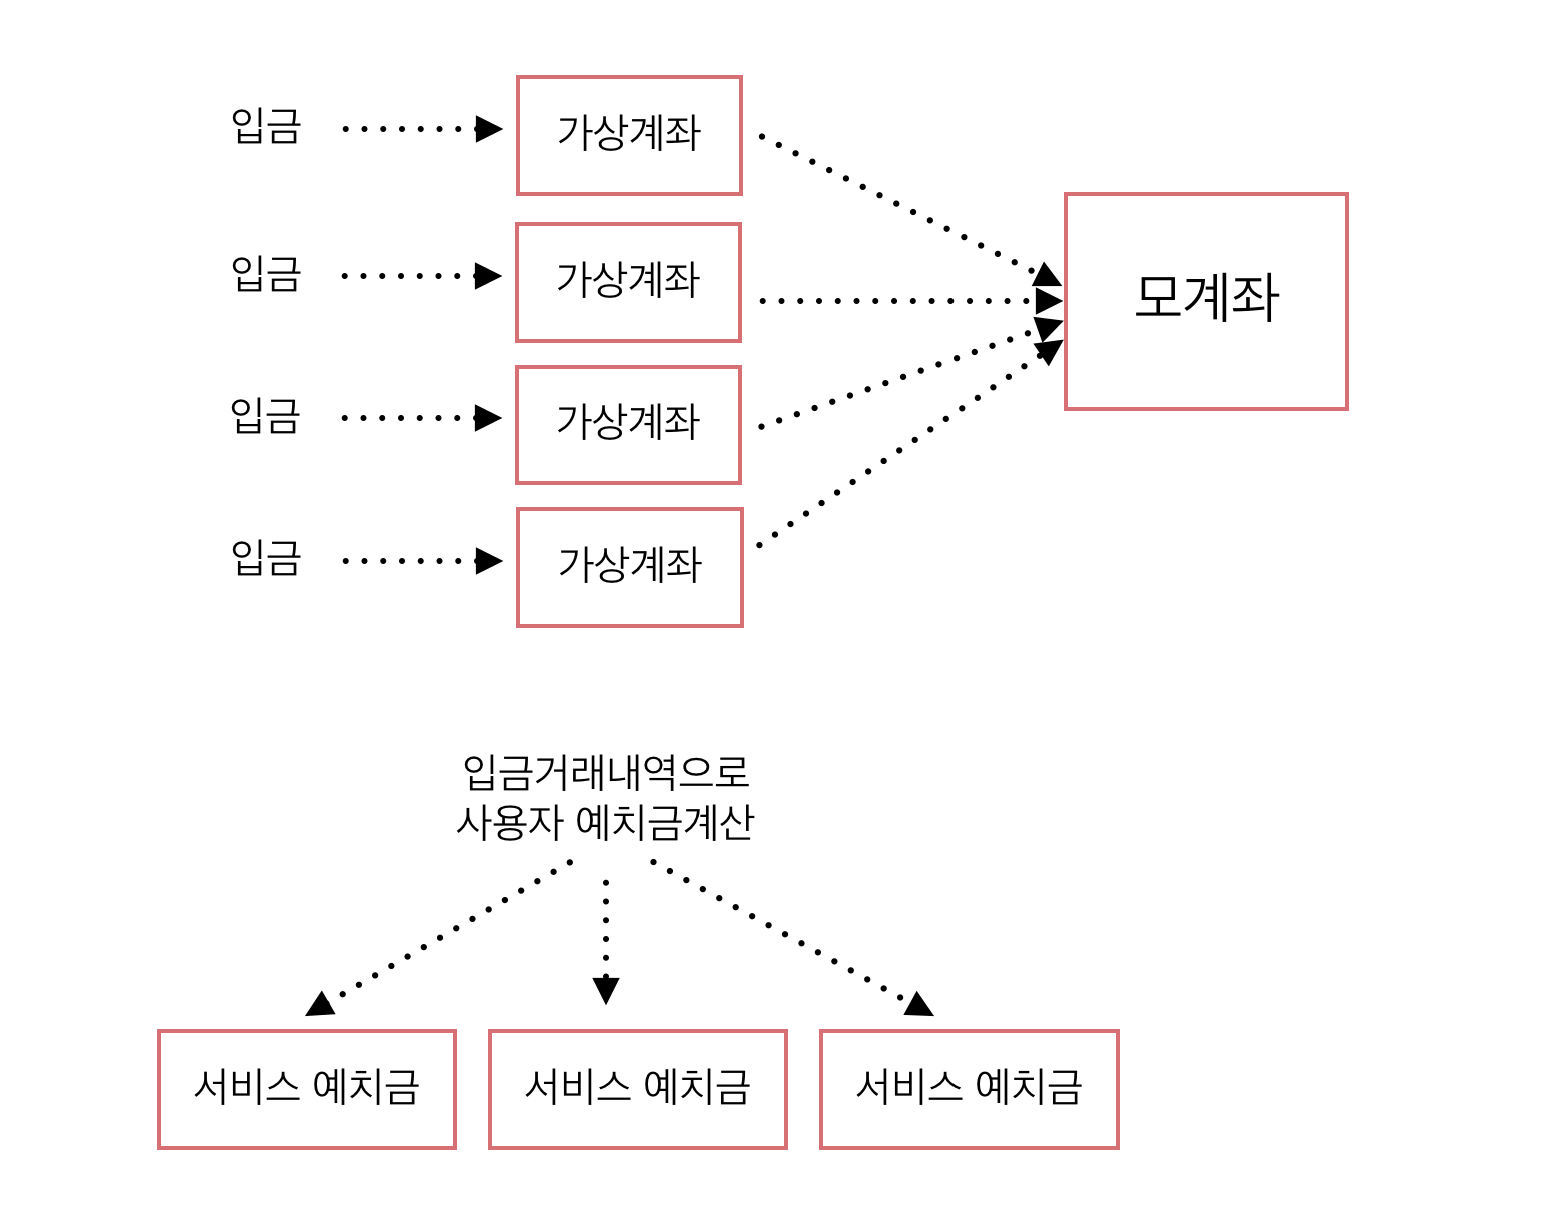 입금
가상계좌
입금
가상계좌
모계좌
입금
가상계좌
입금
가상계좌
입금거래내역으로
사용자 예치금계산
서비스 예치금
서비스 예치금
서비스 예치금